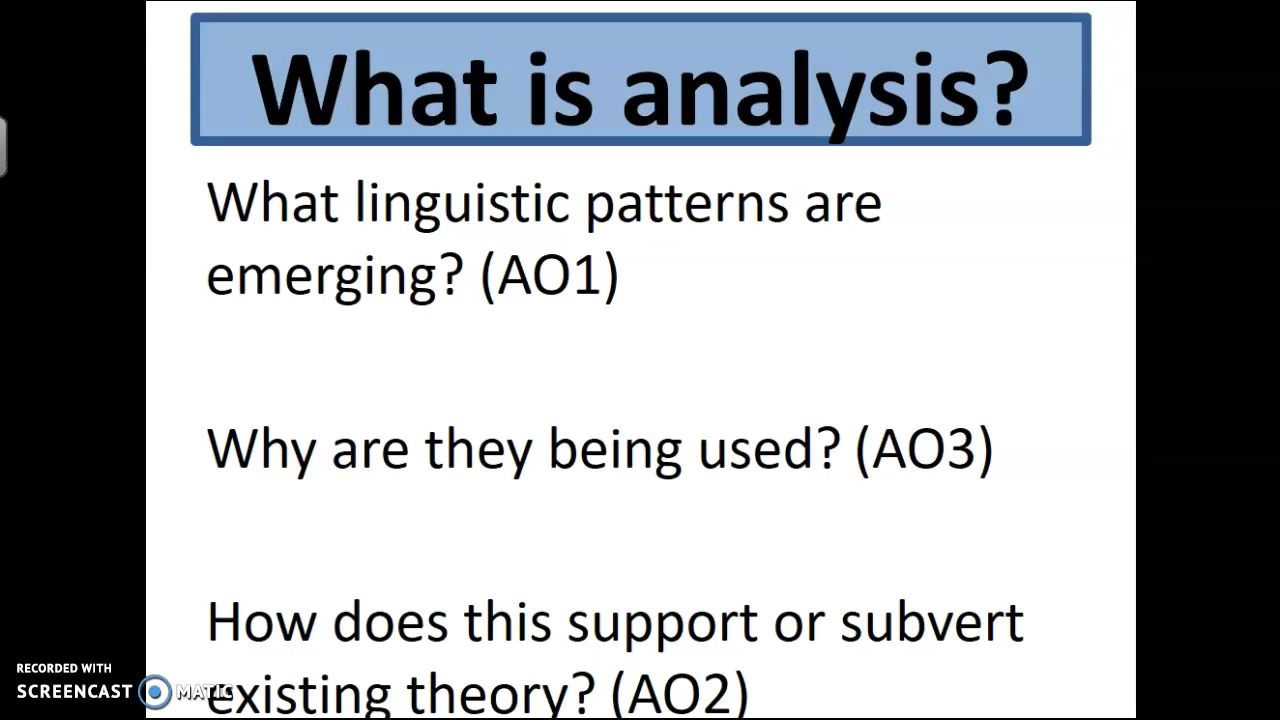 What is analysis?
What linguistic patterns are
emerging? (AO1)
Why are they being used? (AO3)
How does this support or subvert
existing theory? (AO2)
RECORDED WITH
SCREENCAST MATIC